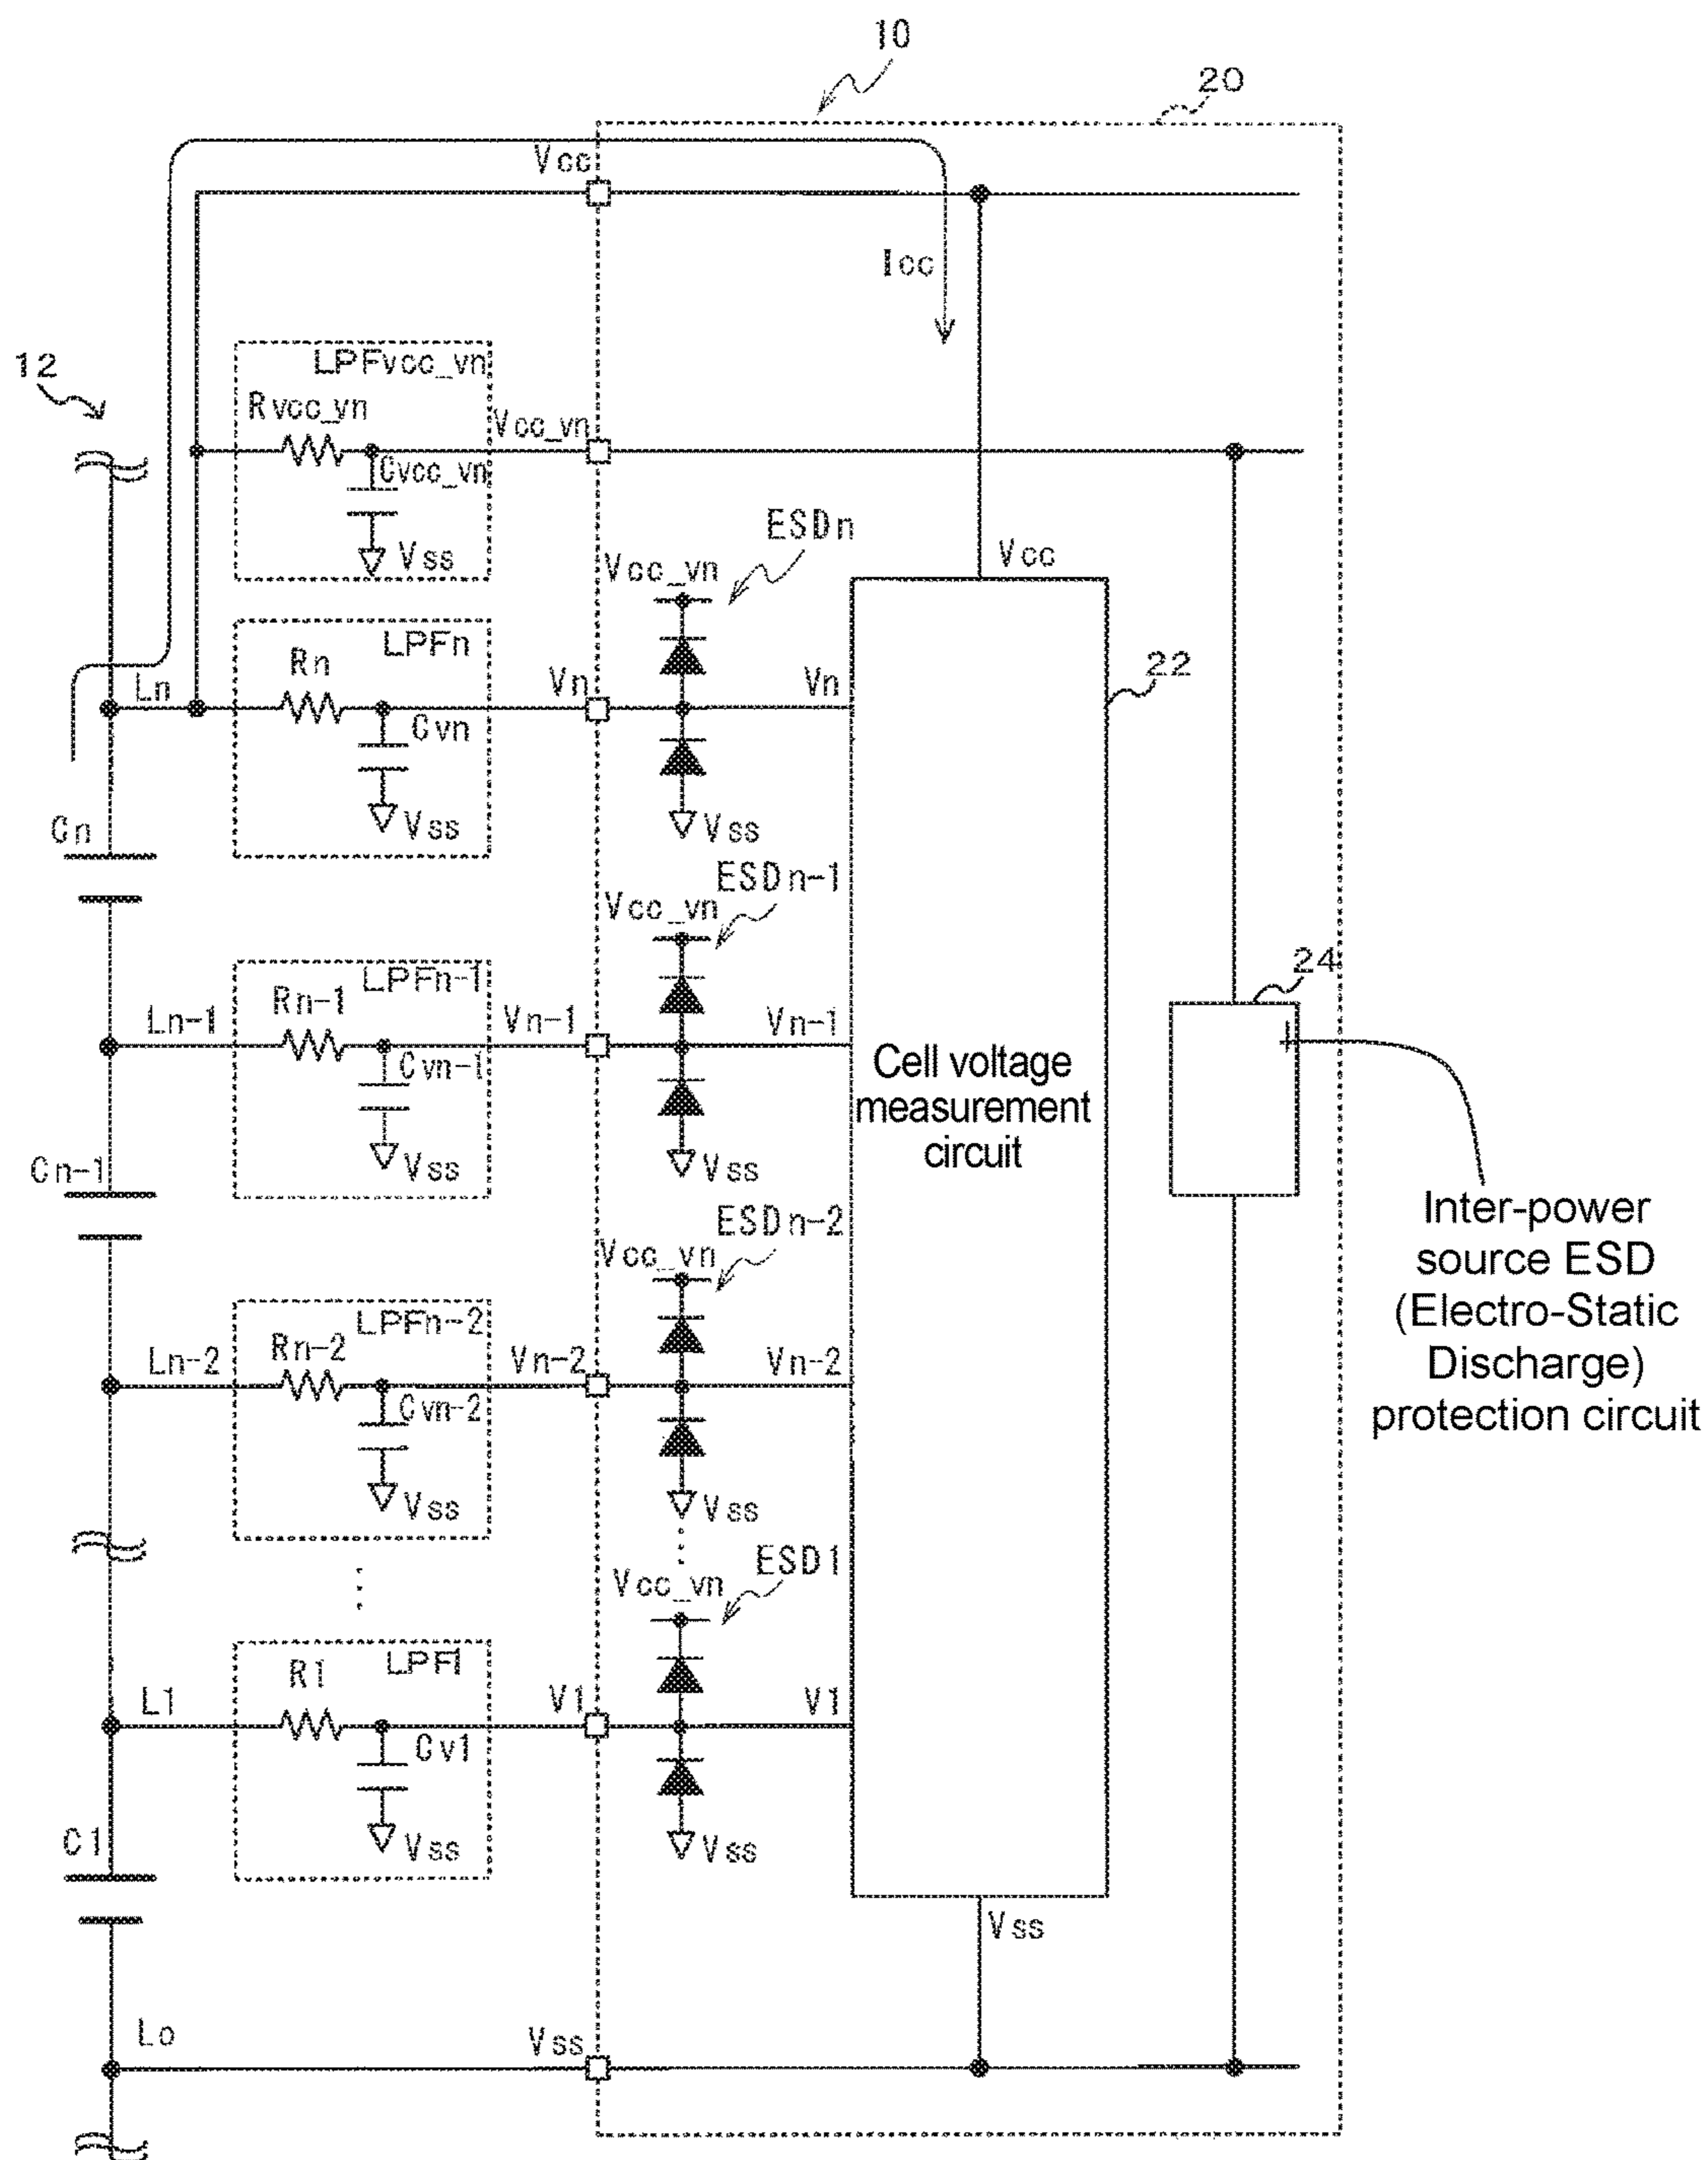 10
20
Vcc
Icc
12
LPFvcc_vn
Rvcc_vn
Vcc_vn
Cvcc_vn
Vss
ESDn
Vcc_vn
Vcc
LPFn
Rn
Ln
Vn
Vn
22
Cvn
Vss
Vss
Cn
ESDn-1
Vcc_vn
24
LPFn-1
Rn-1
Ln-1
Vn-1
Vn-1
Cvn-1
Vss
Vss
Cell voltage
measurement
circuit
Cn-1
Inter-power
source ESD
(Electro-Static
Discharge)
protection circuit
ESDn-2
Vcc_vn
LPFn-2
Rn-2
Ln-2
Vn-2
Vn-2
Cvn-2
Vss
Vss
ESD1
Vcc_vn
LPF1
R1
L1
V1
V1
Cv1
Vss
Vss
C1
Vss
Lo
Vss